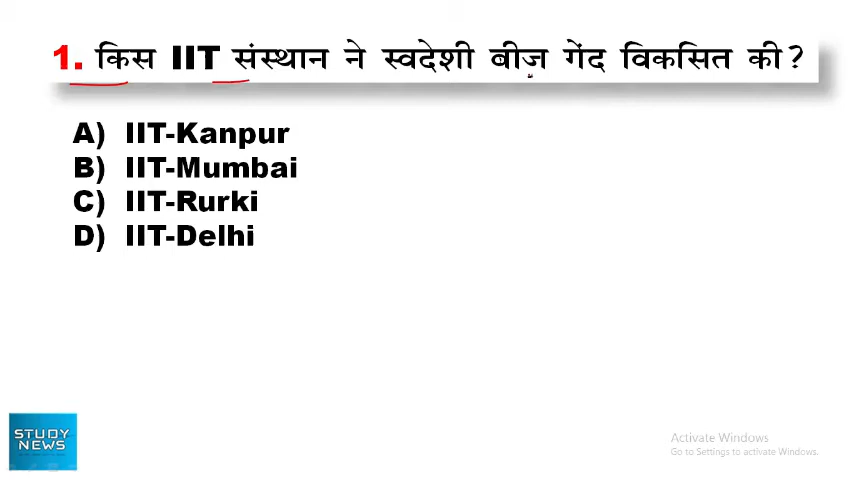 1. किस IIT संस्थान ने स्वदेशी बीज गेंद विकसित की?
A) IIT-Kanpur
B) IIT-Mumbai
C) IIT-Rurki
D) IIT-Delhi
STUDY
NEWS
Activate Windows
Go to Settings to activate Windows.